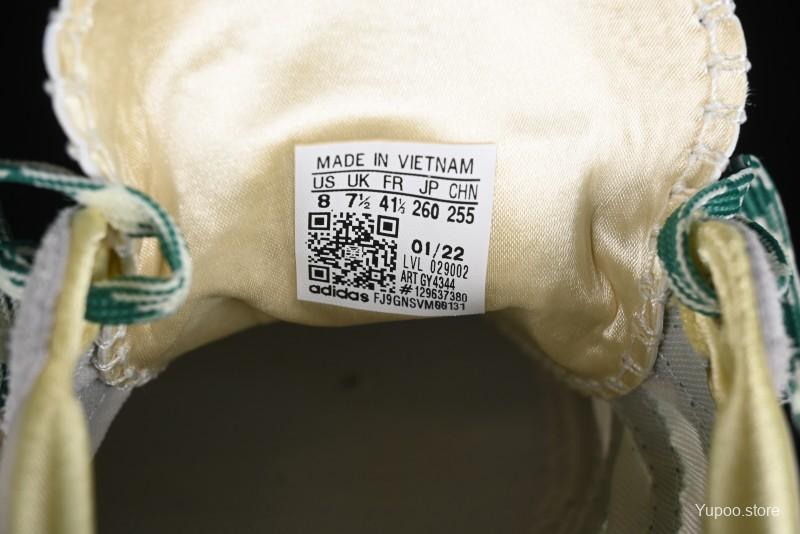 MADE IN VIETNAM
US UK FR JP CHN
8 7½ 41⅓ 260 255
01/22
LVL 029002
ART GY4344
# 129637380
adidas FJ9GNSVM00131
Yupoo.store